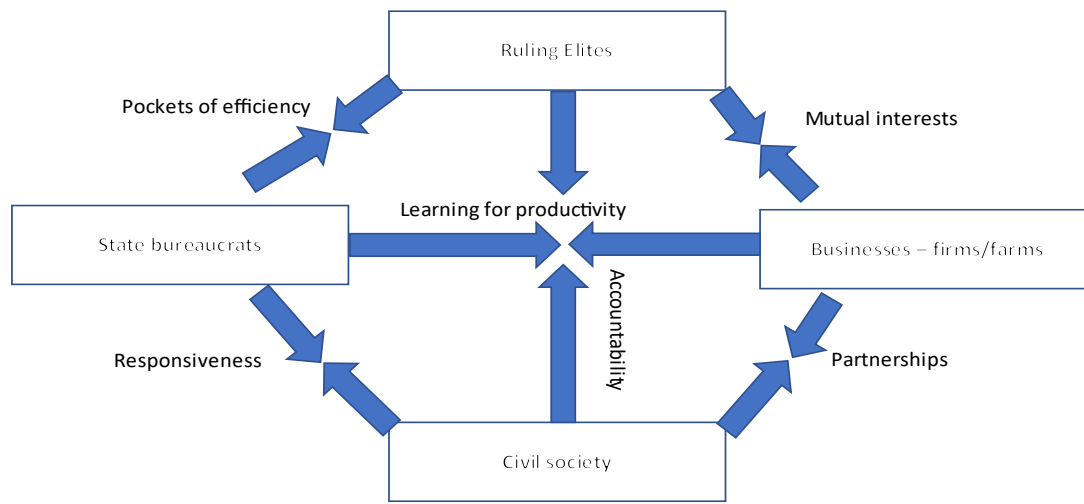 Ruling Elites
Pockets of efficiency
Mutual interests
Learning for productivity
State bureaucrats
Businesses – firms/farms
Accountability
Responsiveness
Partnerships
Civil society